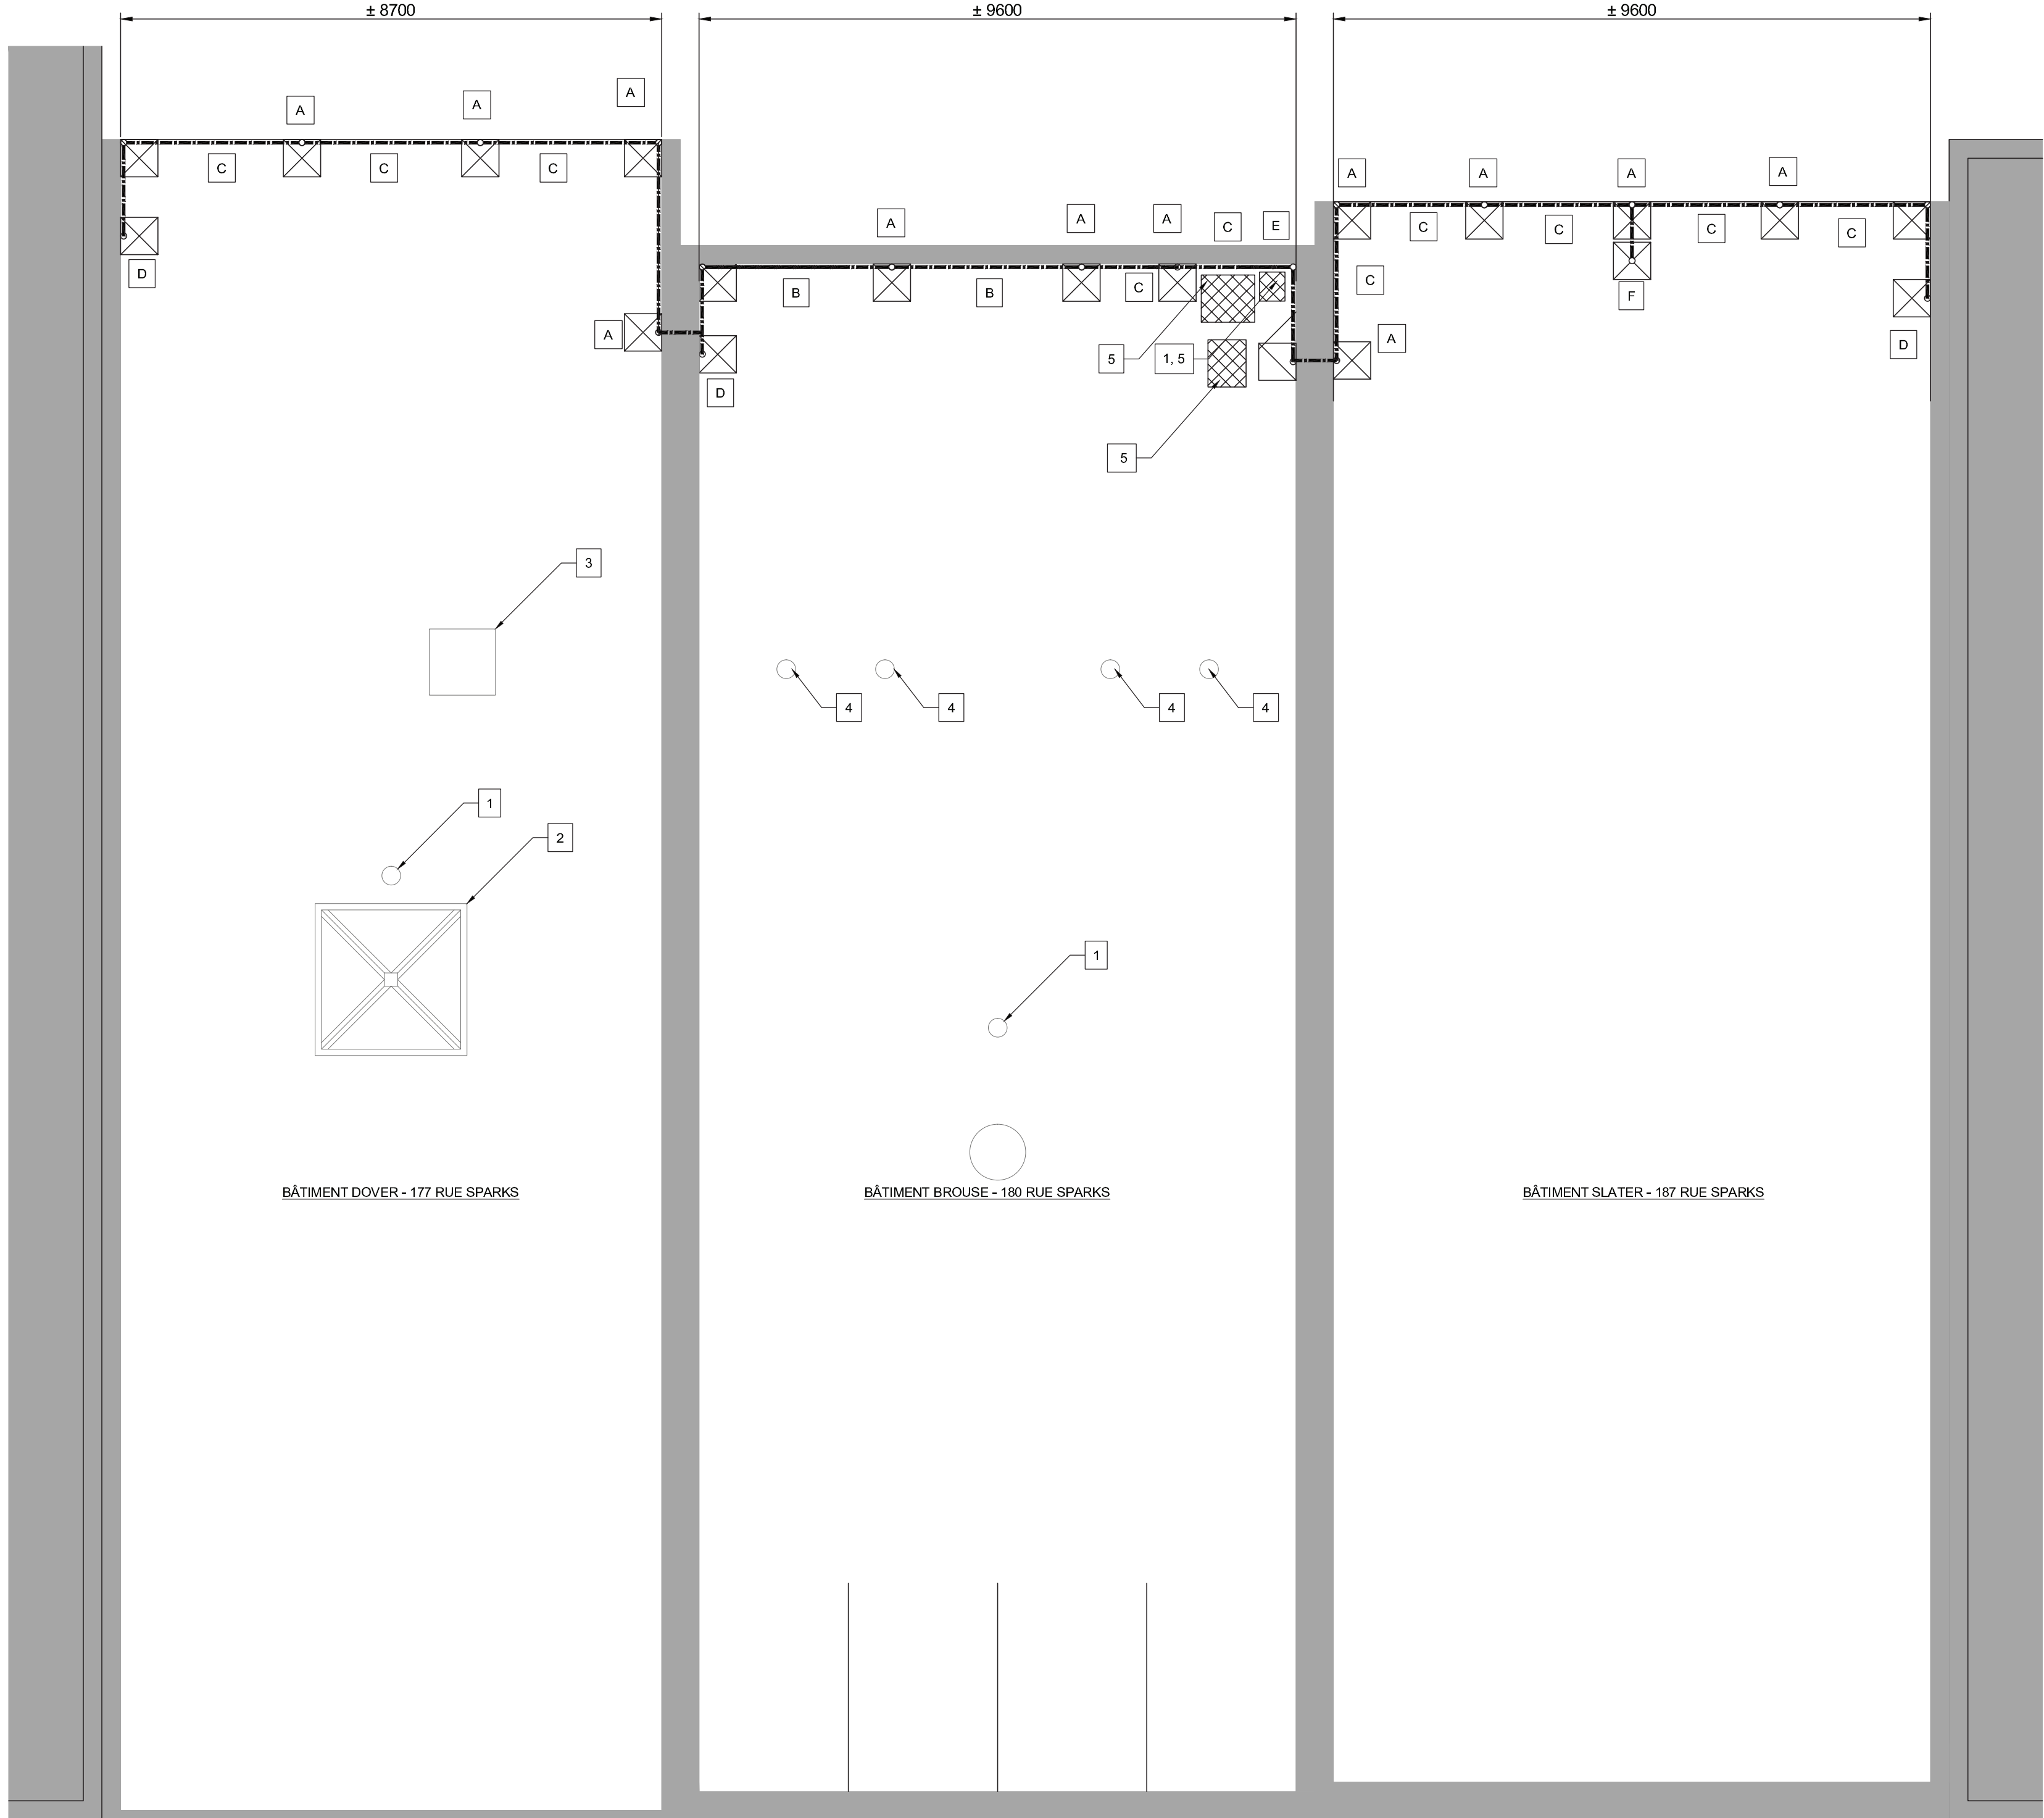 ± 8700 ± 9600 ± 9600
A A A
C C C
D
A
A A A C E
B B C
D
5 1, 5
5
A A A A
C C C C
C
F
A
D
3
4 4 4 4
1
2
1
BÂTIMENT DOVER - 177 RUE SPARKS
BÂTIMENT BROUSE - 180 RUE SPARKS
BÂTIMENT SLATER - 187 RUE SPARKS